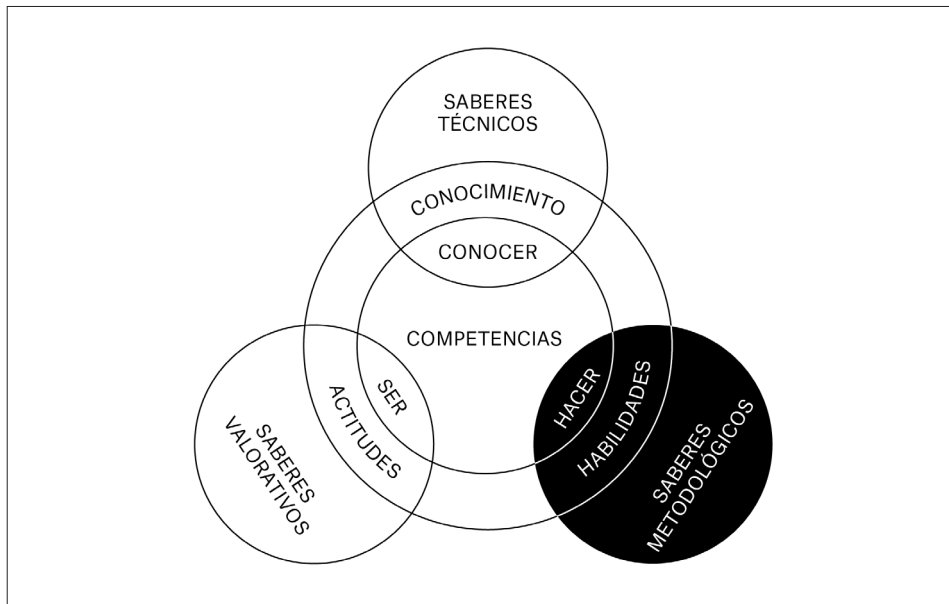 SABERES
TÉCNICOS
CONOCIMIENTO
CONOCER
COMPETENCIAS
SER
ACTITUDES
SABERES
VALORATIVOS
HACER
HABILIDADES
SABERES
METODOLÓGICOS